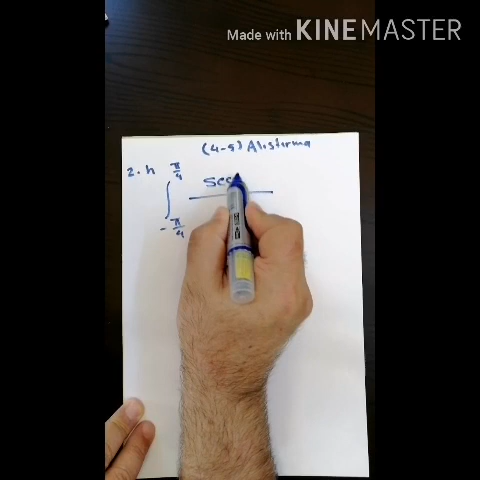 Made with KINEMASTER
(4-5) Alıştırma
2. h π/4
sec
∫
- π/4